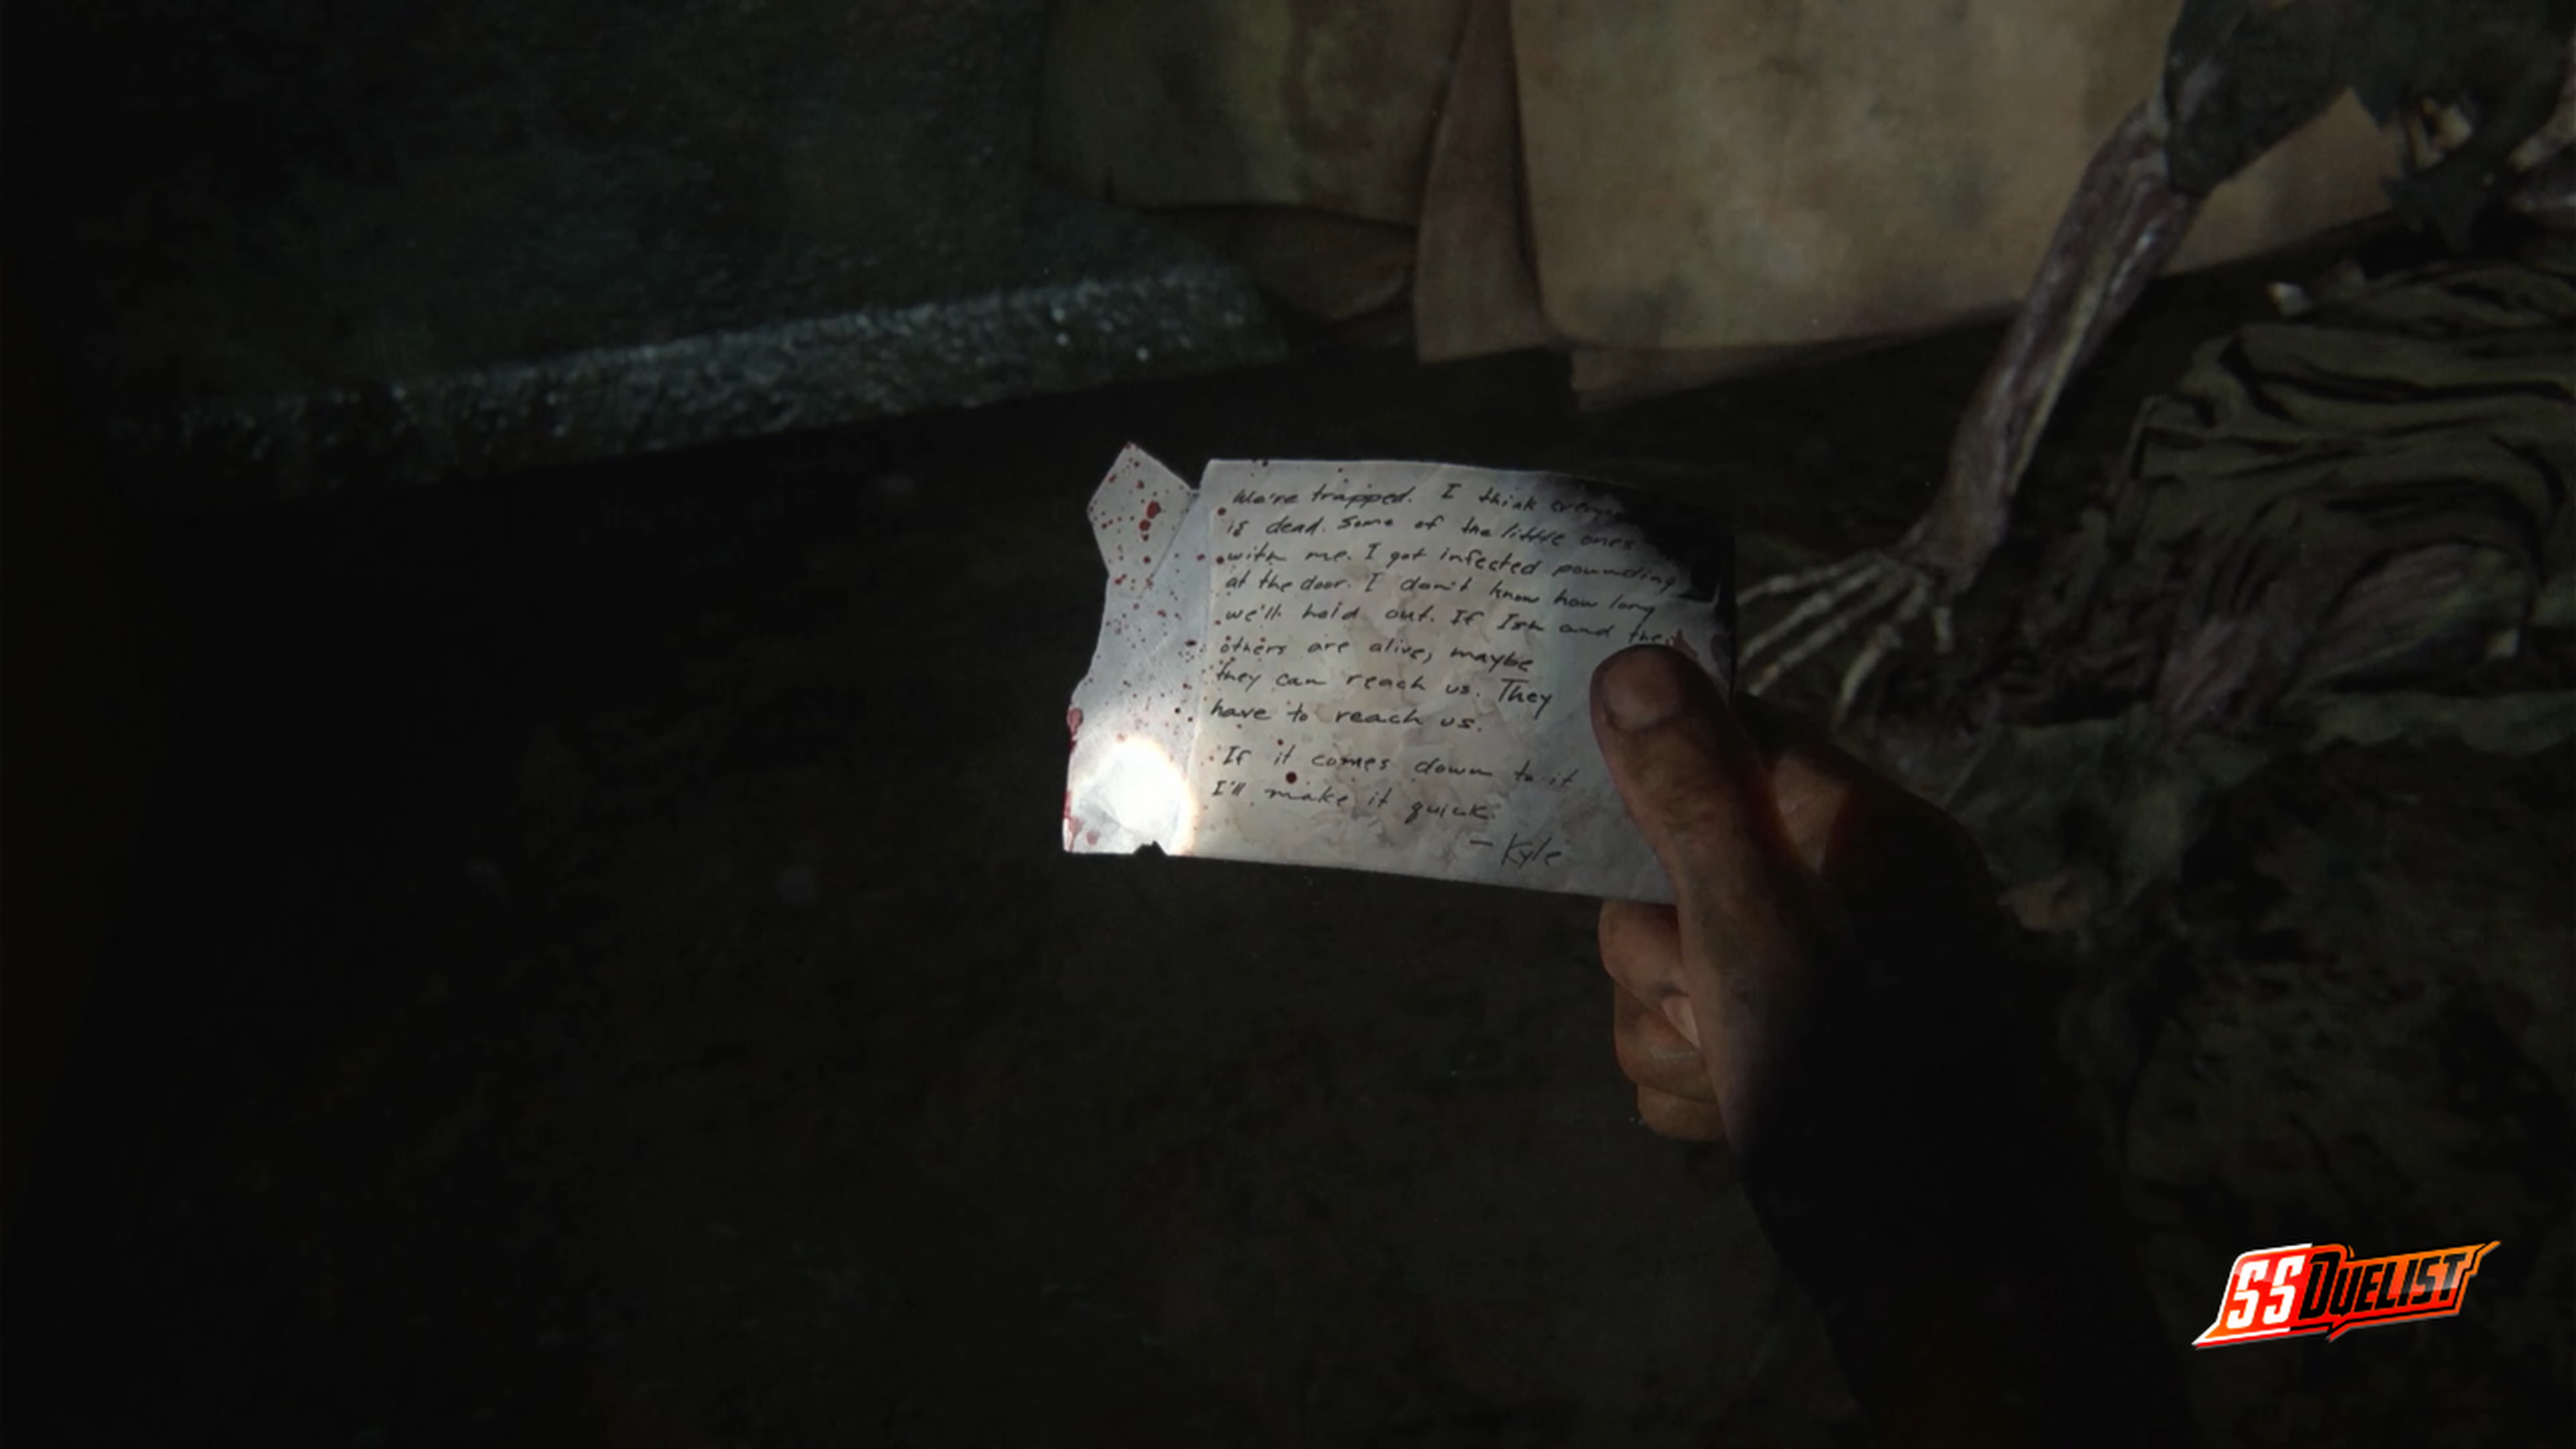 We're trapped. I think
is dead. Some of the little ones
with me. I got infected pounding
at the door. I don't know how long
we'll hold out. If Ish and the
others are alive, maybe
they can reach us. They
have to reach us.
If it comes down to it
I'll make it quick.
- Kyle
SSDUELIST